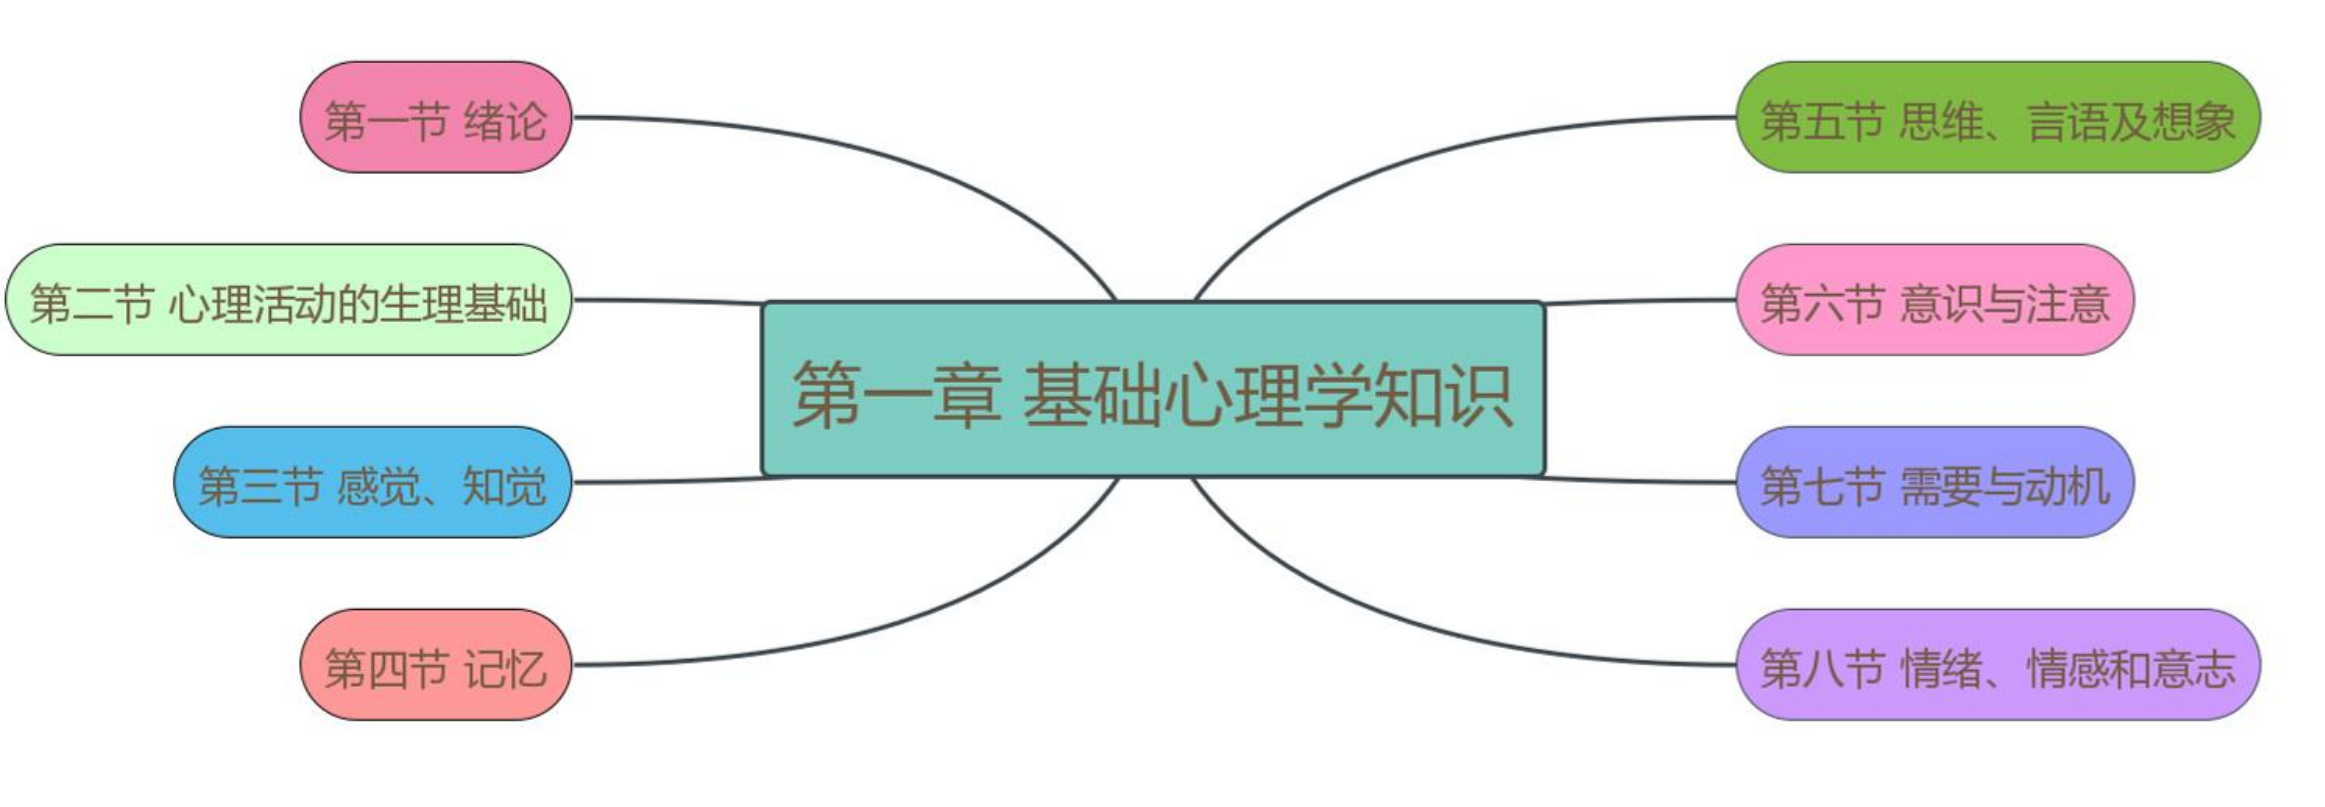 第一章 基础心理学知识
第一节 绪论
第二节 心理活动的生理基础
第三节 感觉、知觉
第四节 记忆
第五节 思维、言语及想象
第六节 意识与注意
第七节 需要与动机
第八节 情绪、情感和意志